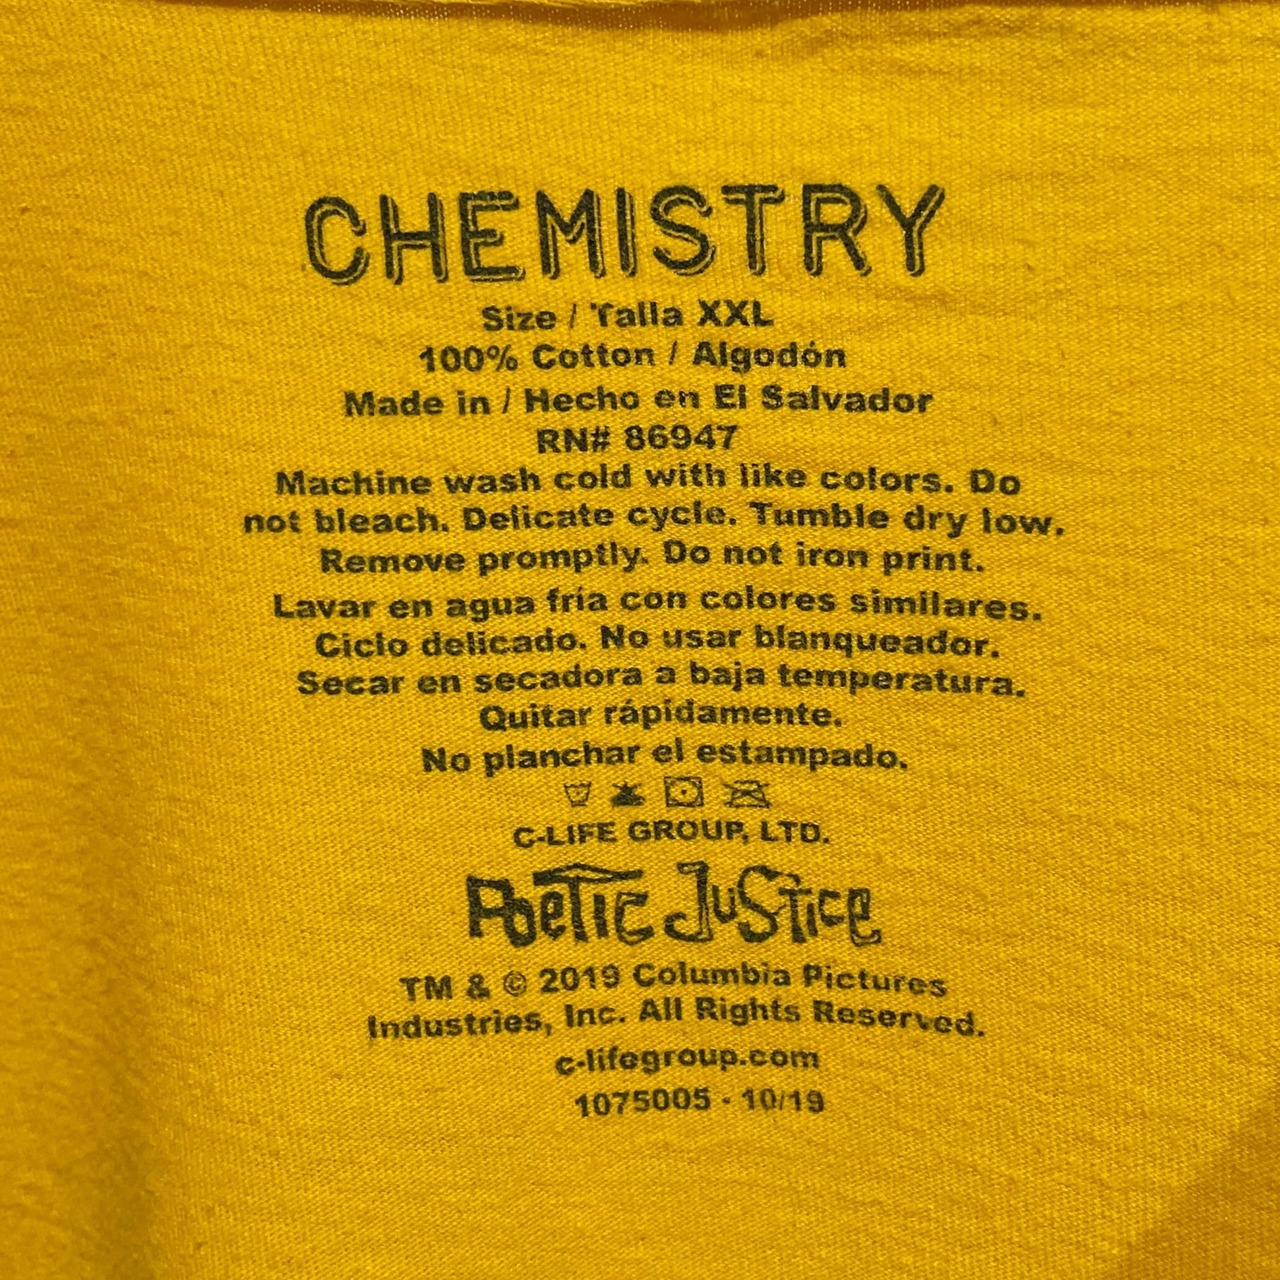 CHEMISTRY
Size / Talla XXL
100% Cotton / Algodón
Made in / Hecho en El Salvador
RN# 86947
Machine wash cold with like colors. Do
not bleach. Delicate cycle. Tumble dry low.
Remove promptly. Do not iron print.
Lavar en agua fría con colores similares.
Ciclo delicado. No usar blanqueador.
Secar en secadora a baja temperatura.
Quitar rápidamente.
No planchar el estampado.
C-LIFE GROUP, LTD.
Poetic Justice
TM & © 2019 Columbia Pictures
Industries, Inc. All Rights Reserved.
c-lifegroup.com
1075005 - 10/19